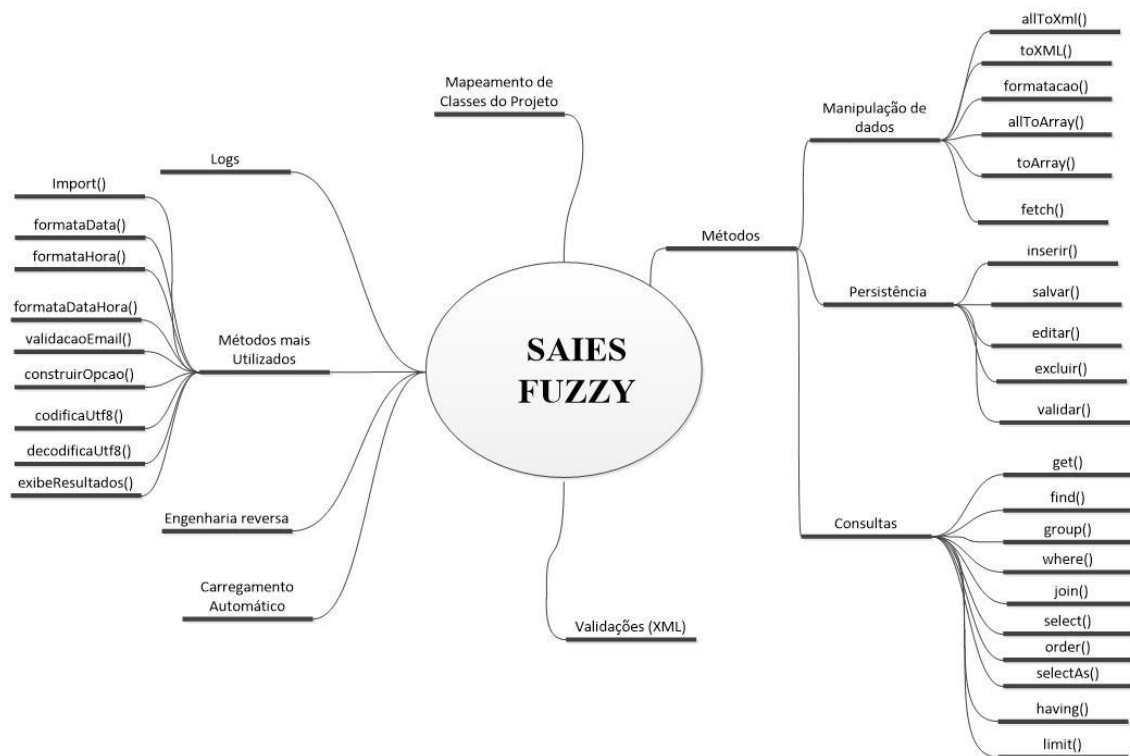 SAIES
FUZZY
Mapeamento de
Classes do Projeto
Logs
Métodos mais
Utilizados
Import()
formataData()
formataHora()
formataDataHora()
validacaoEmail()
construirOpcao()
codificaUtf8()
decodificaUtf8()
exibeResultados()
Engenharia reversa
Carregamento
Automático
Validações (XML)
Métodos
Manipulação de
dados
allToXml()
toXML()
formatacao()
allToArray()
toArray()
fetch()
Persistência
inserir()
salvar()
editar()
excluir()
validar()
Consultas
get()
find()
group()
where()
join()
select()
order()
selectAs()
having()
limit()